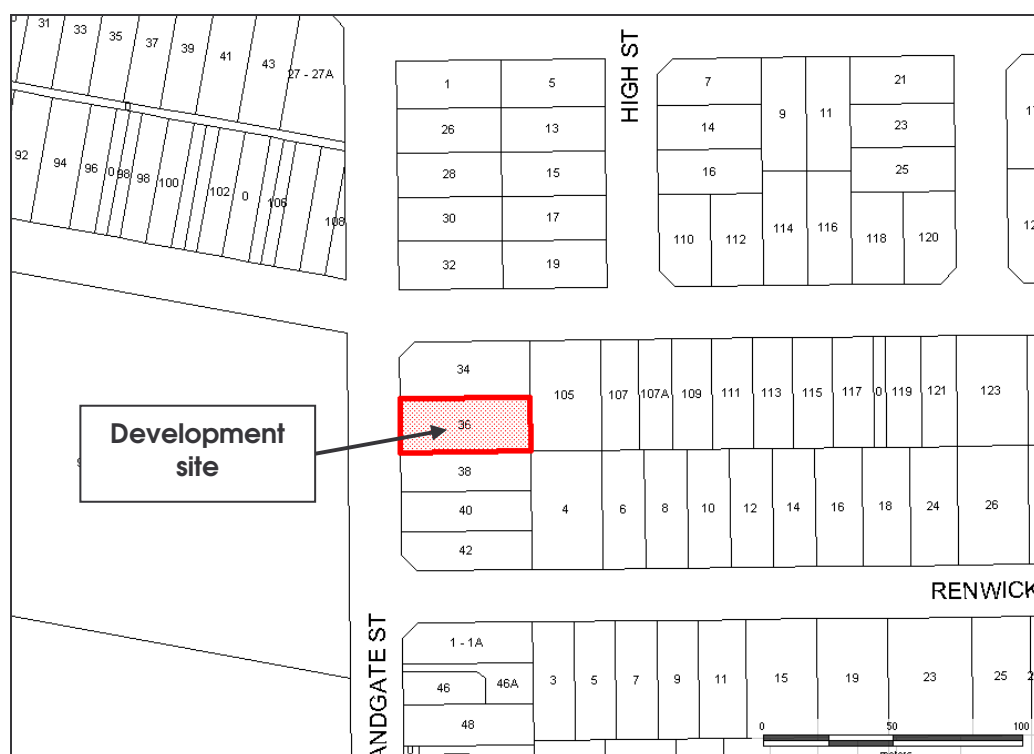 31 33 35 37 39 41 43 27 - 27A
92 94 96 0 98 98 100 102 0 106 108
1 5
26 13
28 15
30 17
32 19
HIGH ST
7 9 11 21
14 23
16 25
110 112 114 116 118 120
34 105 107 107A 109 111 113 115 117 0 119 121 123
36
38
40
42
4 6 8 10 12 14 16 18 24 26
Development
site
RENWICK
ANDGATE ST
1 - 1A
46 46A
48
3 5 7 9 11 15 19 23 25
0 50 100